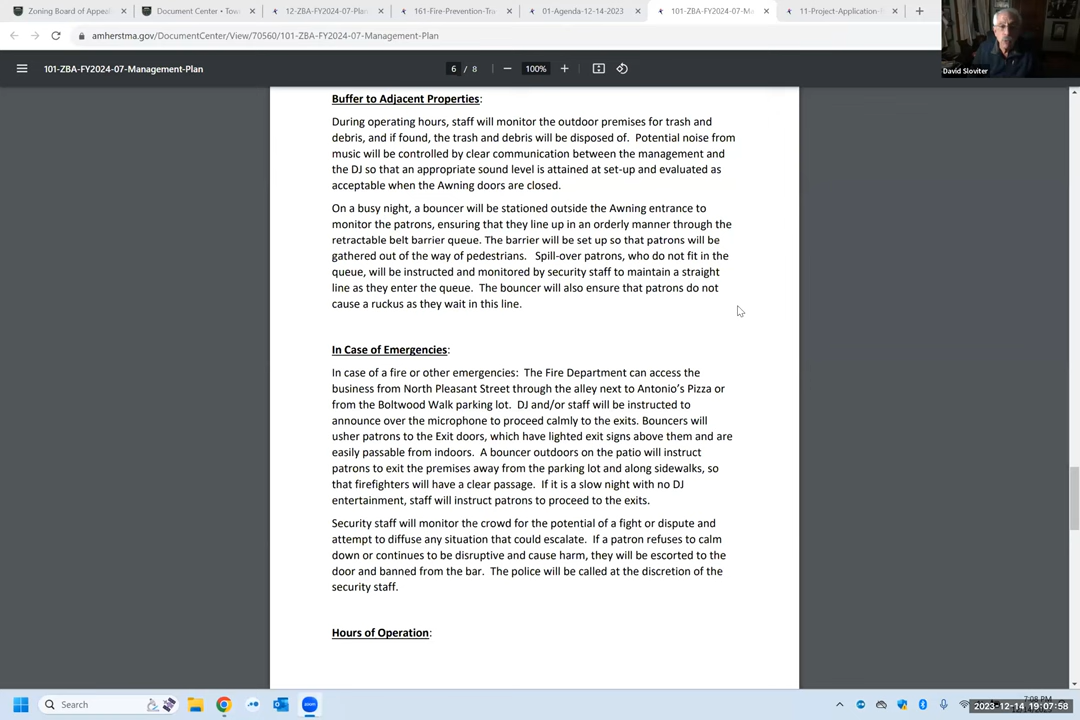 Zoning Board of Appeal
Document Center • Tow
12-ZBA-FY2024-07-Plan
161-Fire-Prevention-Tra
01-Agenda-12-14-2023
101-ZBA-FY2024-07-M
11-Project-Application-F
amherstma.gov/DocumentCenter/View/70560/101-ZBA-FY2024-07-Management-Plan
David Sloviter
101-ZBA-FY2024-07-Management-Plan
6 / 8
100%
Buffer to Adjacent Properties:
During operating hours, staff will monitor the outdoor premises for trash and
debris, and if found, the trash and debris will be disposed of. Potential noise from
music will be controlled by clear communication between the management and
the DJ so that an appropriate sound level is attained at set-up and evaluated as
acceptable when the Awning doors are closed.
On a busy night, a bouncer will be stationed outside the Awning entrance to
monitor the patrons, ensuring that they line up in an orderly manner through the
retractable belt barrier queue. The barrier will be set up so that patrons will be
gathered out of the way of pedestrians. Spill-over patrons, who do not fit in the
queue, will be instructed and monitored by security staff to maintain a straight
line as they enter the queue. The bouncer will also ensure that patrons do not
cause a ruckus as they wait in this line.
In Case of Emergencies:
In case of a fire or other emergencies: The Fire Department can access the
business from North Pleasant Street through the alley next to Antonio's Pizza or
from the Boltwood Walk parking lot. DJ and/or staff will be instructed to
announce over the microphone to proceed calmly to the exits. Bouncers will
usher patrons to the Exit doors, which have lighted exit signs above them and are
easily passable from indoors. A bouncer outdoors on the patio will instruct
patrons to exit the premises away from the parking lot and along sidewalks, so
that firefighters will have a clear passage. If it is a slow night with no DJ
entertainment, staff will instruct patrons to proceed to the exits.
Security staff will monitor the crowd for the potential of a fight or dispute and
attempt to diffuse any situation that could escalate. If a patron refuses to calm
down or continues to be disruptive and cause harm, they will be escorted to the
door and banned from the bar. The police will be called at the discretion of the
security staff.
Hours of Operation:
Search
7:08 PM
2023-12-14 19:07:58